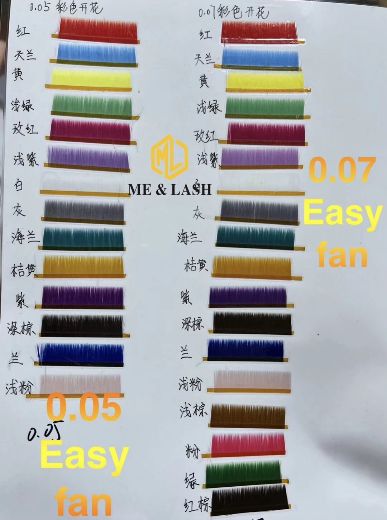 0.05 彩色开花
红
天兰
黄
浅绿
玫红
浅紫
白
灰
海兰
桔黄
紫
深棕
兰
浅粉
0.05
0.05
Easy
fan
ME & LASH
0.07 彩色开花
红
天兰
黄
浅绿
玫红
浅紫
灰
海兰
桔黄
紫
深棕
兰
浅粉
浅棕
粉
绿
红棕
0.07
Easy
fan